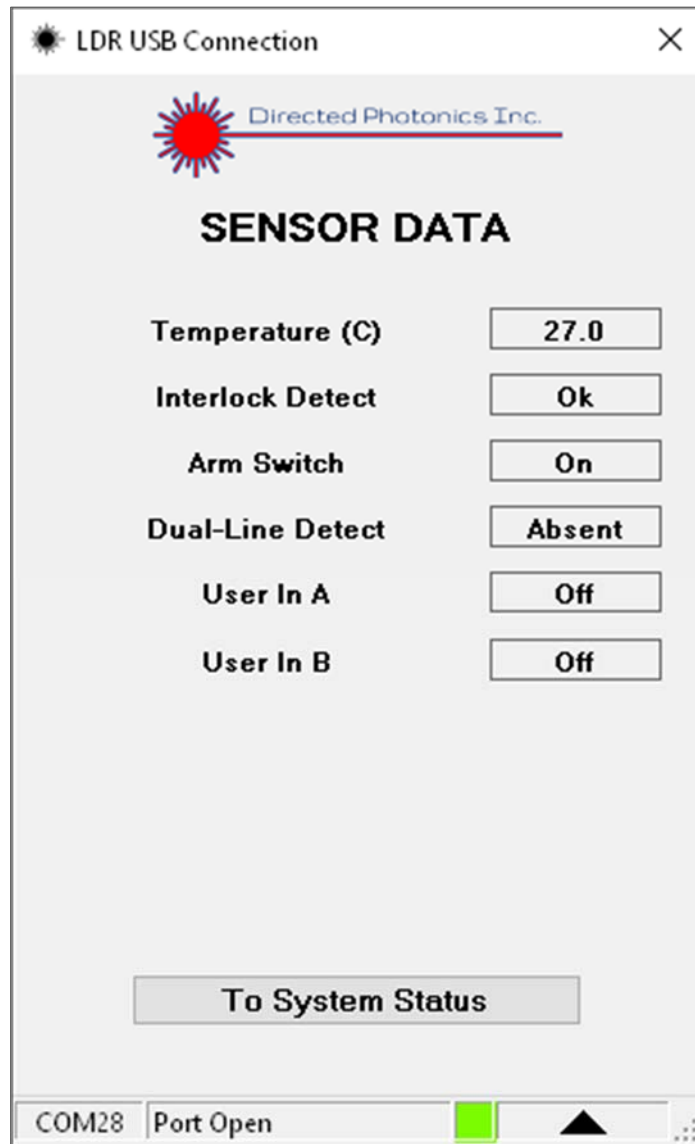 LDR USB Connection
Directed Photonics Inc.
SENSOR DATA
Temperature (C) 27.0
Interlock Detect Ok
Arm Switch On
Dual-Line Detect Absent
User In A Off
User In B Off
To System Status
COM28 Port Open